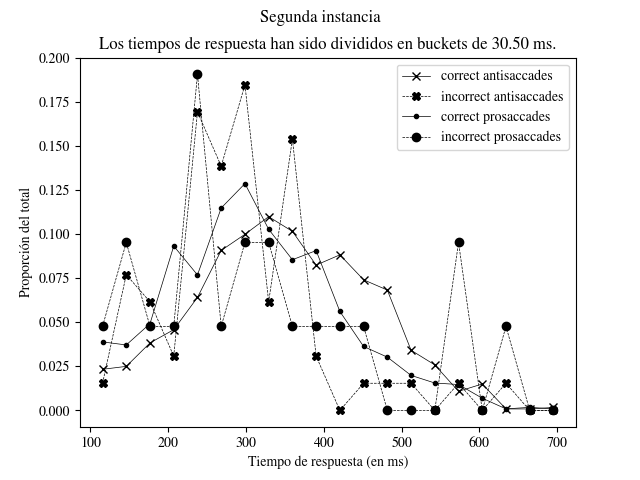 Segunda instancia
Los tiempos de respuesta han sido divididos en buckets de 30.50 ms.
0.200
0.175
0.150
0.125
0.100
0.075
0.050
0.025
0.000
Proporción del total
correct antisaccades
incorrect antisaccades
correct prosaccades
incorrect prosaccades
100 200 300 400 500 600 700
Tiempo de respuesta (en ms)